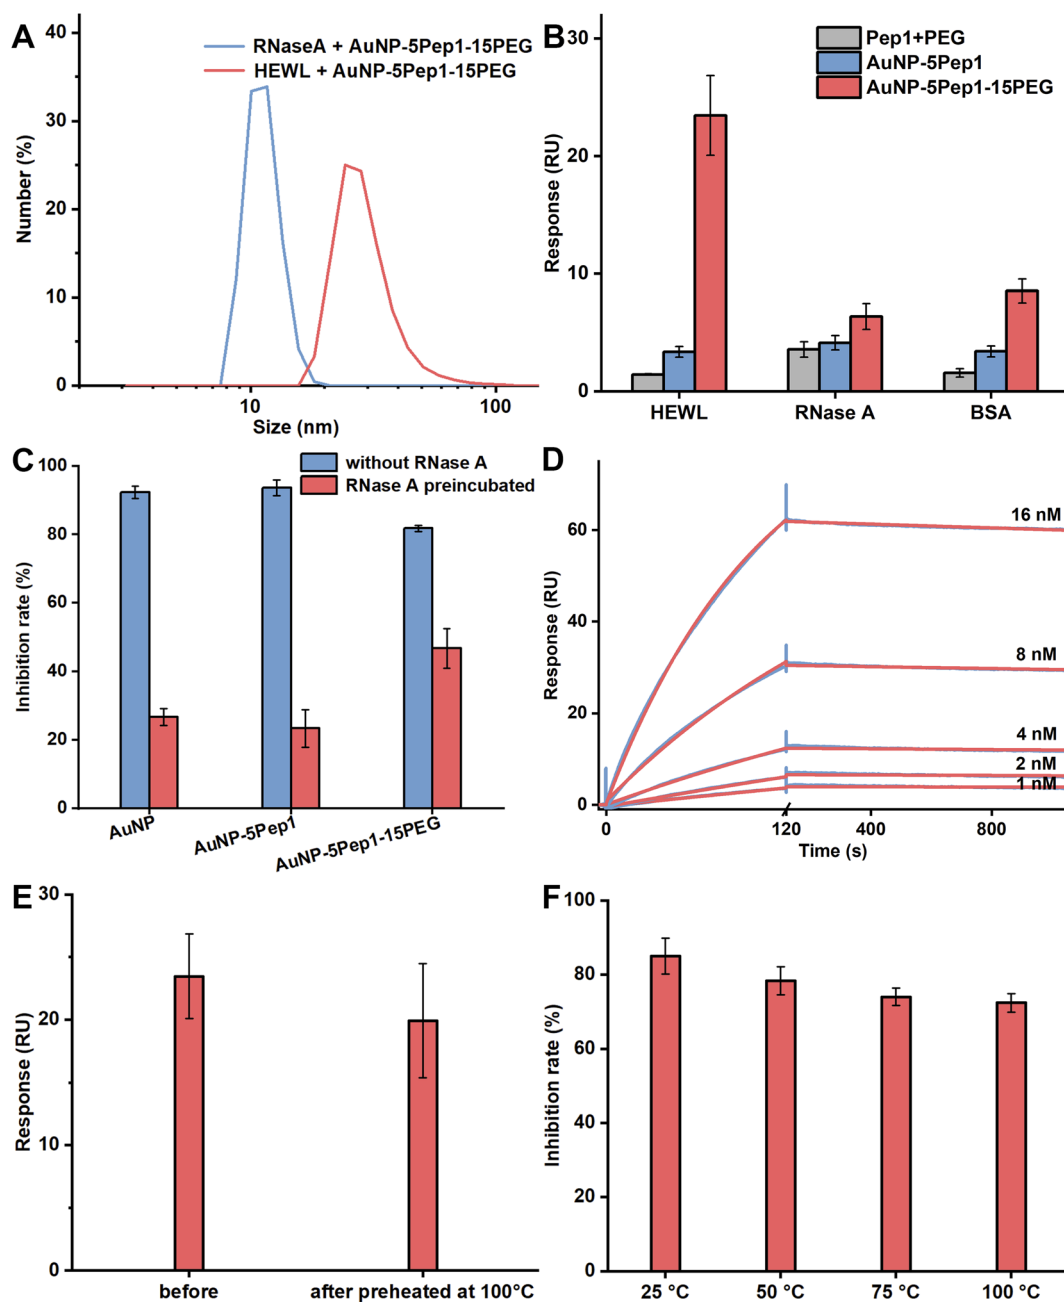 A
RNaseA + AuNP-5Pep1-15PEG
HEWL + AuNP-5Pep1-15PEG
Number (%)
40
30
20
10
0
10
100
Size (nm)
B
Pep1+PEG
AuNP-5Pep1
AuNP-5Pep1-15PEG
Response (RU)
30
20
10
0
HEWL
RNase A
BSA
C
without RNase A
RNase A preincubated
Inhibition rate (%)
100
80
60
40
20
0
AuNP
AuNP-5Pep1
AuNP-5Pep1-15PEG
D
Response (RU)
60
40
20
0
16 nM
8 nM
4 nM
2 nM
1 nM
0
120
400
800
Time (s)
E
Response (RU)
30
20
10
0
before
after preheated at 100°C
F
Inhibition rate (%)
100
80
60
40
20
0
25 °C
50 °C
75 °C
100 °C